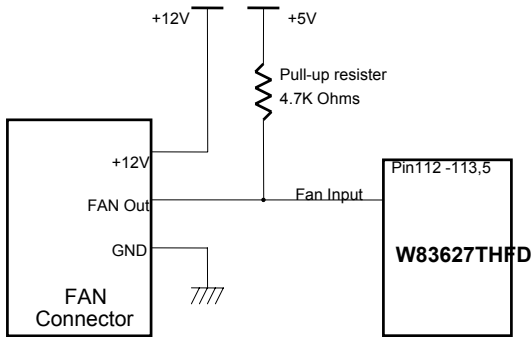 +12V
+5V
Pull-up resister
4.7K Ohms
+12V
Pin112 -113,5
FAN Out
Fan Input
GND
W83627THFD
FAN
Connector